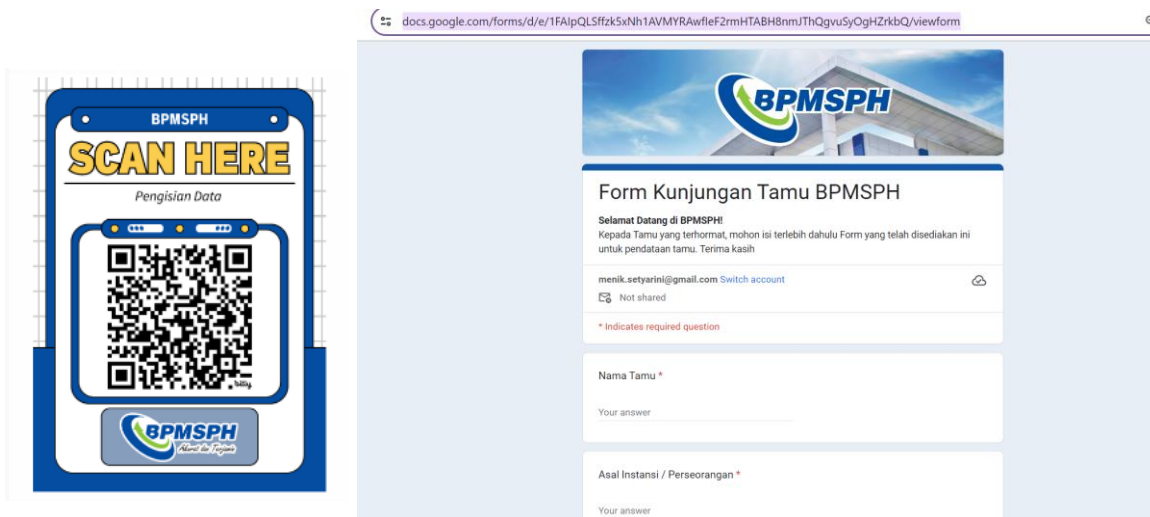 BPMSPH
SCAN HERE
Pengisian Data
bitly
BPMSPH
Akurat dan Terjamin
docs.google.com/forms/d/e/1FAIpQLSffzk5xNh1AVMYRAwfleF2rmHTABH8nmJThQgvuSyOgHZrkbQ/viewform
BPMSPH
Form Kunjungan Tamu BPMSPH
Selamat Datang di BPMSPH!
Kepada Tamu yang terhormat, mohon isi terlebih dahulu Form yang telah disediakan ini
untuk pendataan tamu. Terima kasih
menik.setyarini@gmail.com Switch account
Not shared
* Indicates required question
Nama Tamu *
Your answer
Asal Instansi / Perseorangan *
Your answer